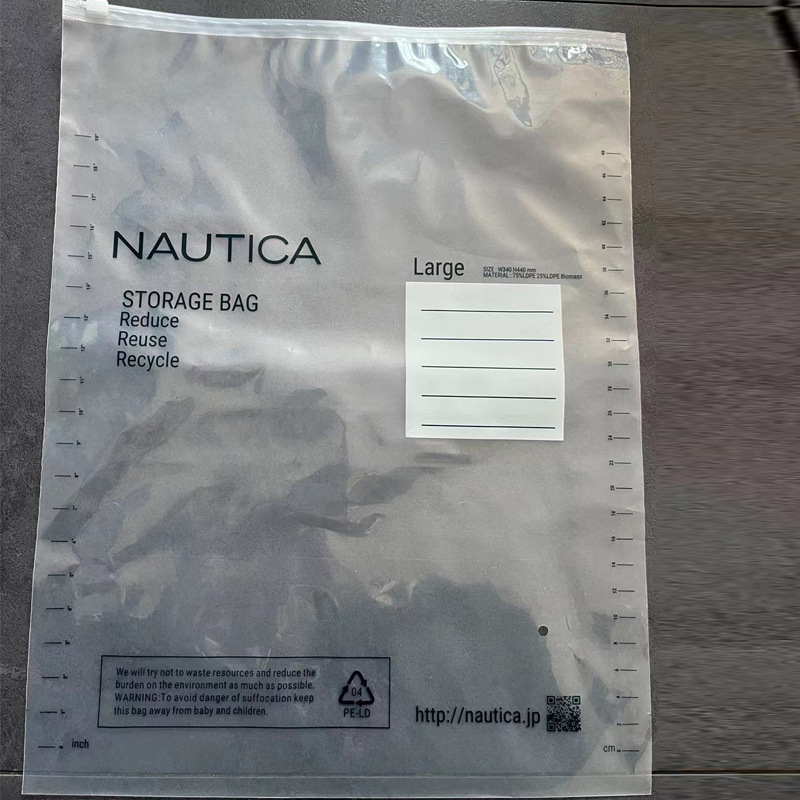 NAUTICA
STORAGE BAG
Reduce
Reuse
Recycle
Large
SIZE : W340 H440 mm
MATERIAL : 75%LDPE 25%LDPE Biomass
We will try not to waste resources and reduce the
burden on the environment as much as possible.
WARNING: To avoid danger of suffocation keep
this bag away from baby and children.
04
PE-LD
http://nautica.jp
inch
cm